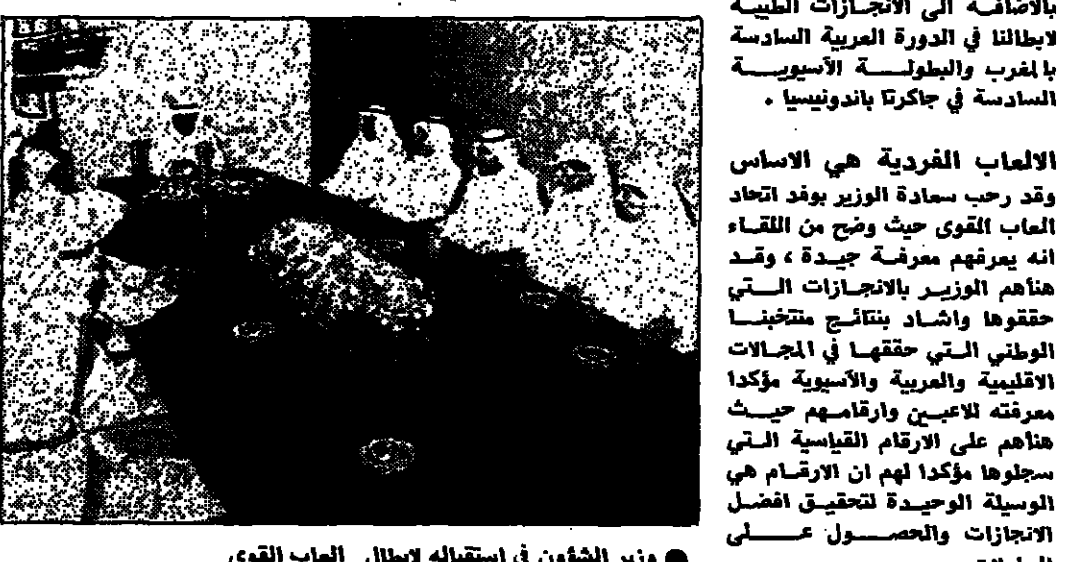 بالاضافة الى الانجازات الطيبة
لابطالنا في الدورة العربية السادسة
بالمغرب والبطولة الآسيوية
السادسة في جاكرتا باندونيسيا .
الالعاب الفردية هي الاساس
وقد رحب سعادة الوزير بوفد اتحاد
العاب القوى حيث وضح من اللقاء
انه يعرفهم معرفة جيدة ، وقد
هنأهم الوزير بالانجازات التي
حققوها واشاد بنتائج منتخبنا
الوطني التي حققها في المجالات
الاقليمية والعربية والآسيوية مؤكدا
معرفته للاعبين وارقامهم حيث
هنأهم على الارقام القياسية التي
سجلوها مؤكدا لهم ان الارقام هي
الوسيلة الوحيدة لتحقيق افضل
الانجازات والحصول على
● وزير الشؤون في استقباله لابطال العاب القوى